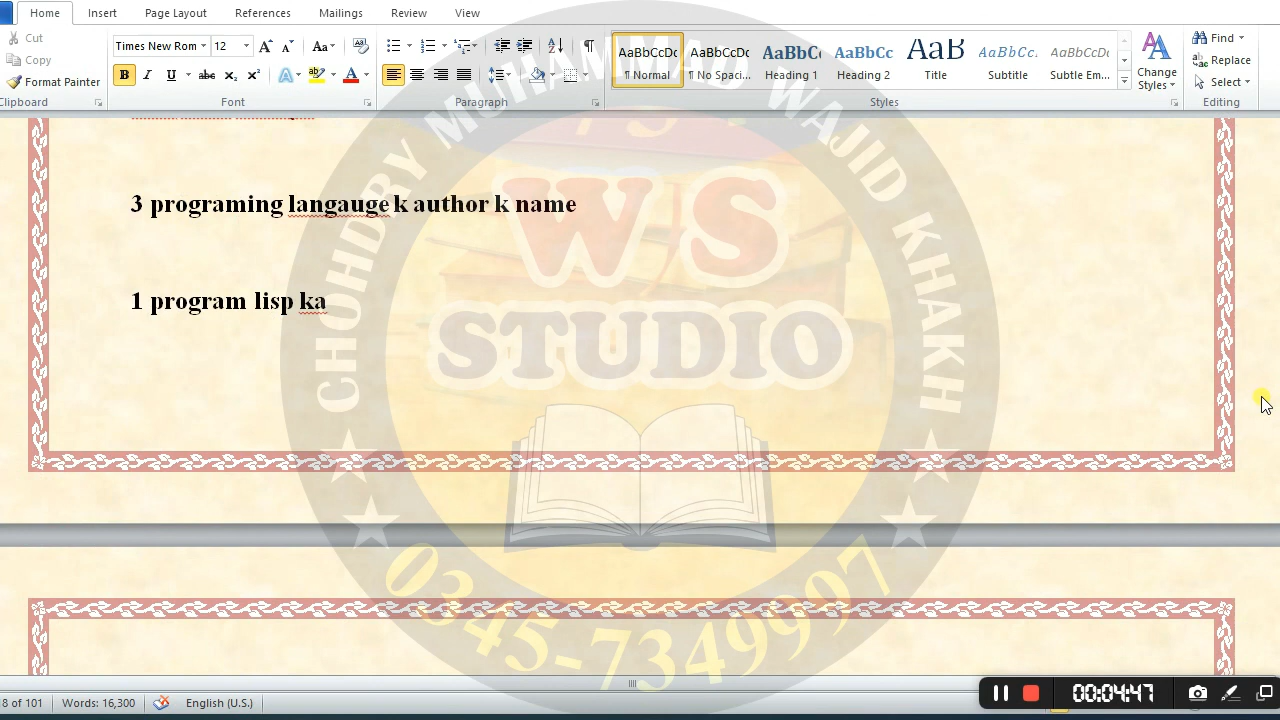 Home Insert Page Layout References Mailings Review View
Cut
Copy
Format Painter
Clipboard
Times New Rom 12
Font
Paragraph
AaBbCcDc AaBbCcDc AaBbC AaBbCc AaB AaBbCc. AaBbCcDc
¶ Normal ¶ No Spaci... Heading 1 Heading 2 Title Subtitle Subtle Em...
Styles
Change Styles
Find
Replace
Select
Editing
3 programing langauge k author k name
1 program lisp ka
CHOHDRY MUHAMMAD WAJID KHAKH
WS
STUDIO
0345-7349997
8 of 101 Words: 16,300 English (U.S.)
00:04:47